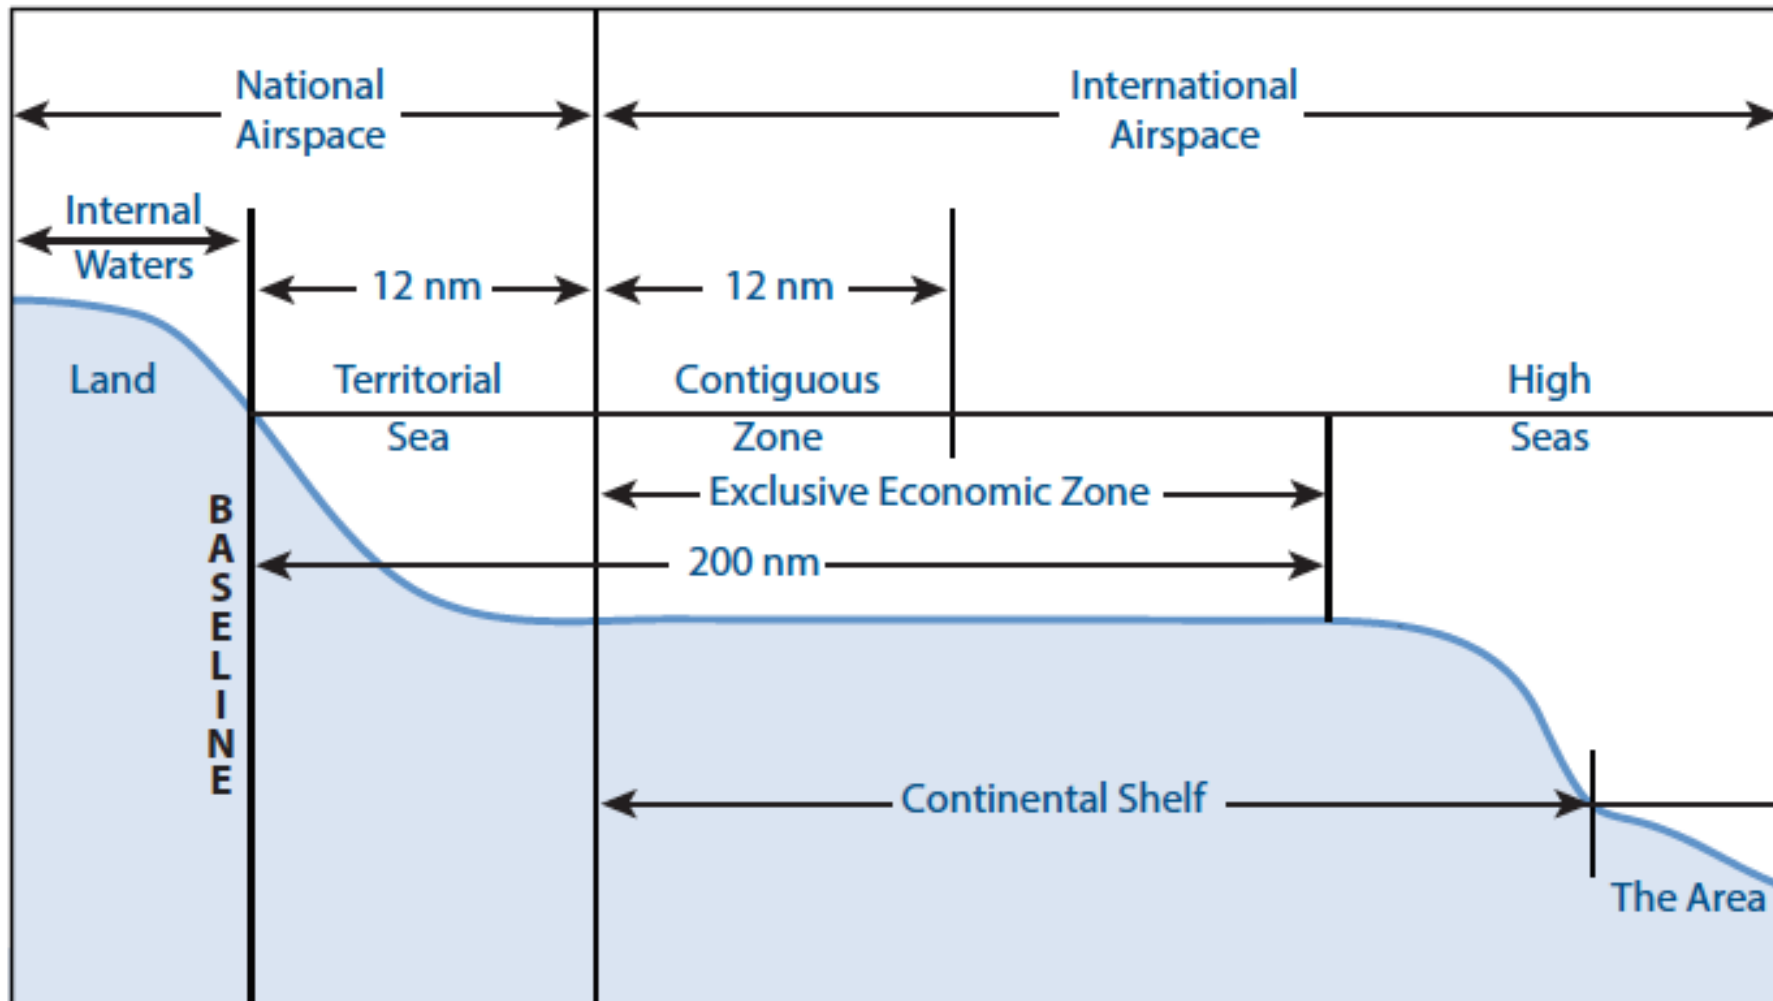 National
Airspace
International
Airspace
Internal
Waters
12 nm
12 nm
Land
Territorial
Sea
Contiguous
Zone
High
Seas
Exclusive Economic Zone
200 nm
BASELINE
Continental Shelf
The Area